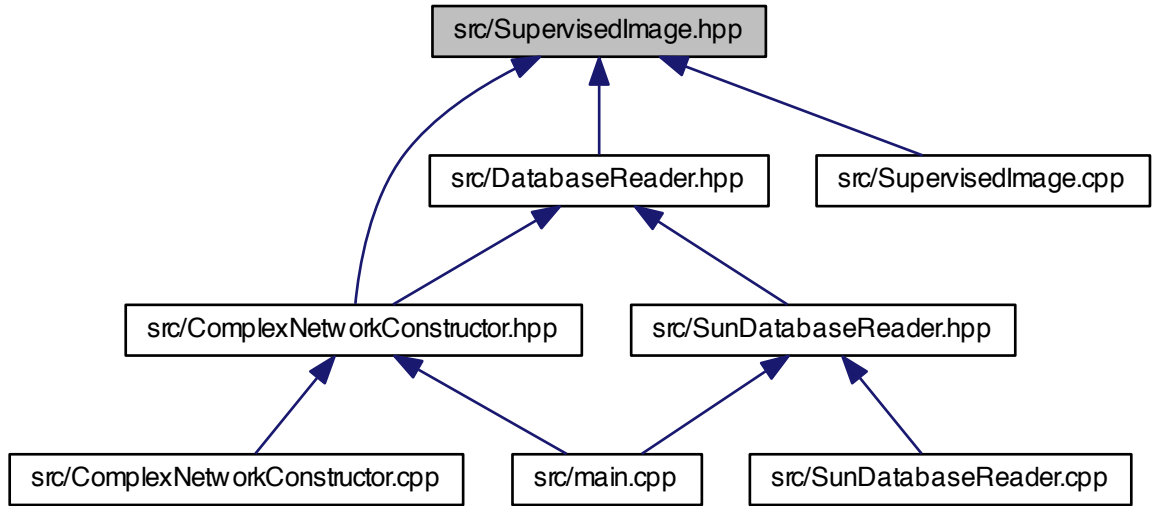 src/SupervisedImage.hpp
src/DatabaseReader.hpp
src/SupervisedImage.cpp
src/ComplexNetworkConstructor.hpp
src/SunDatabaseReader.hpp
src/ComplexNetworkConstructor.cpp
src/main.cpp
src/SunDatabaseReader.cpp